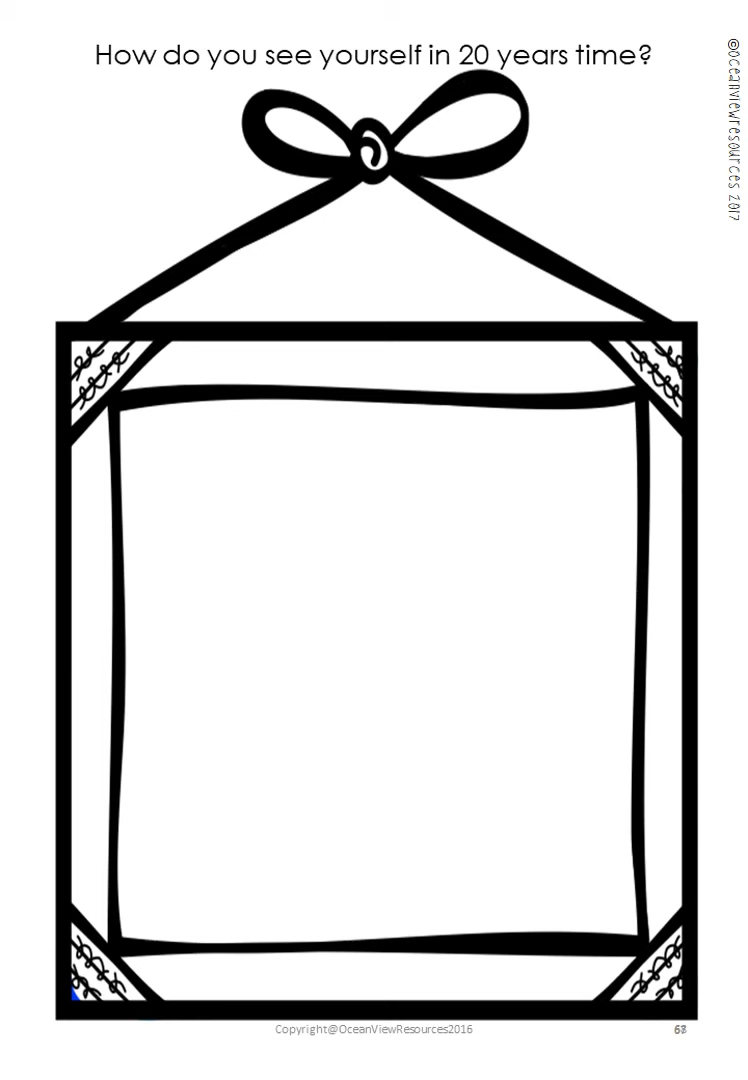 How do you see yourself in 20 years time?
©OCEANVIEWRESOURCES 2017
Copyright@OceanViewResources2016